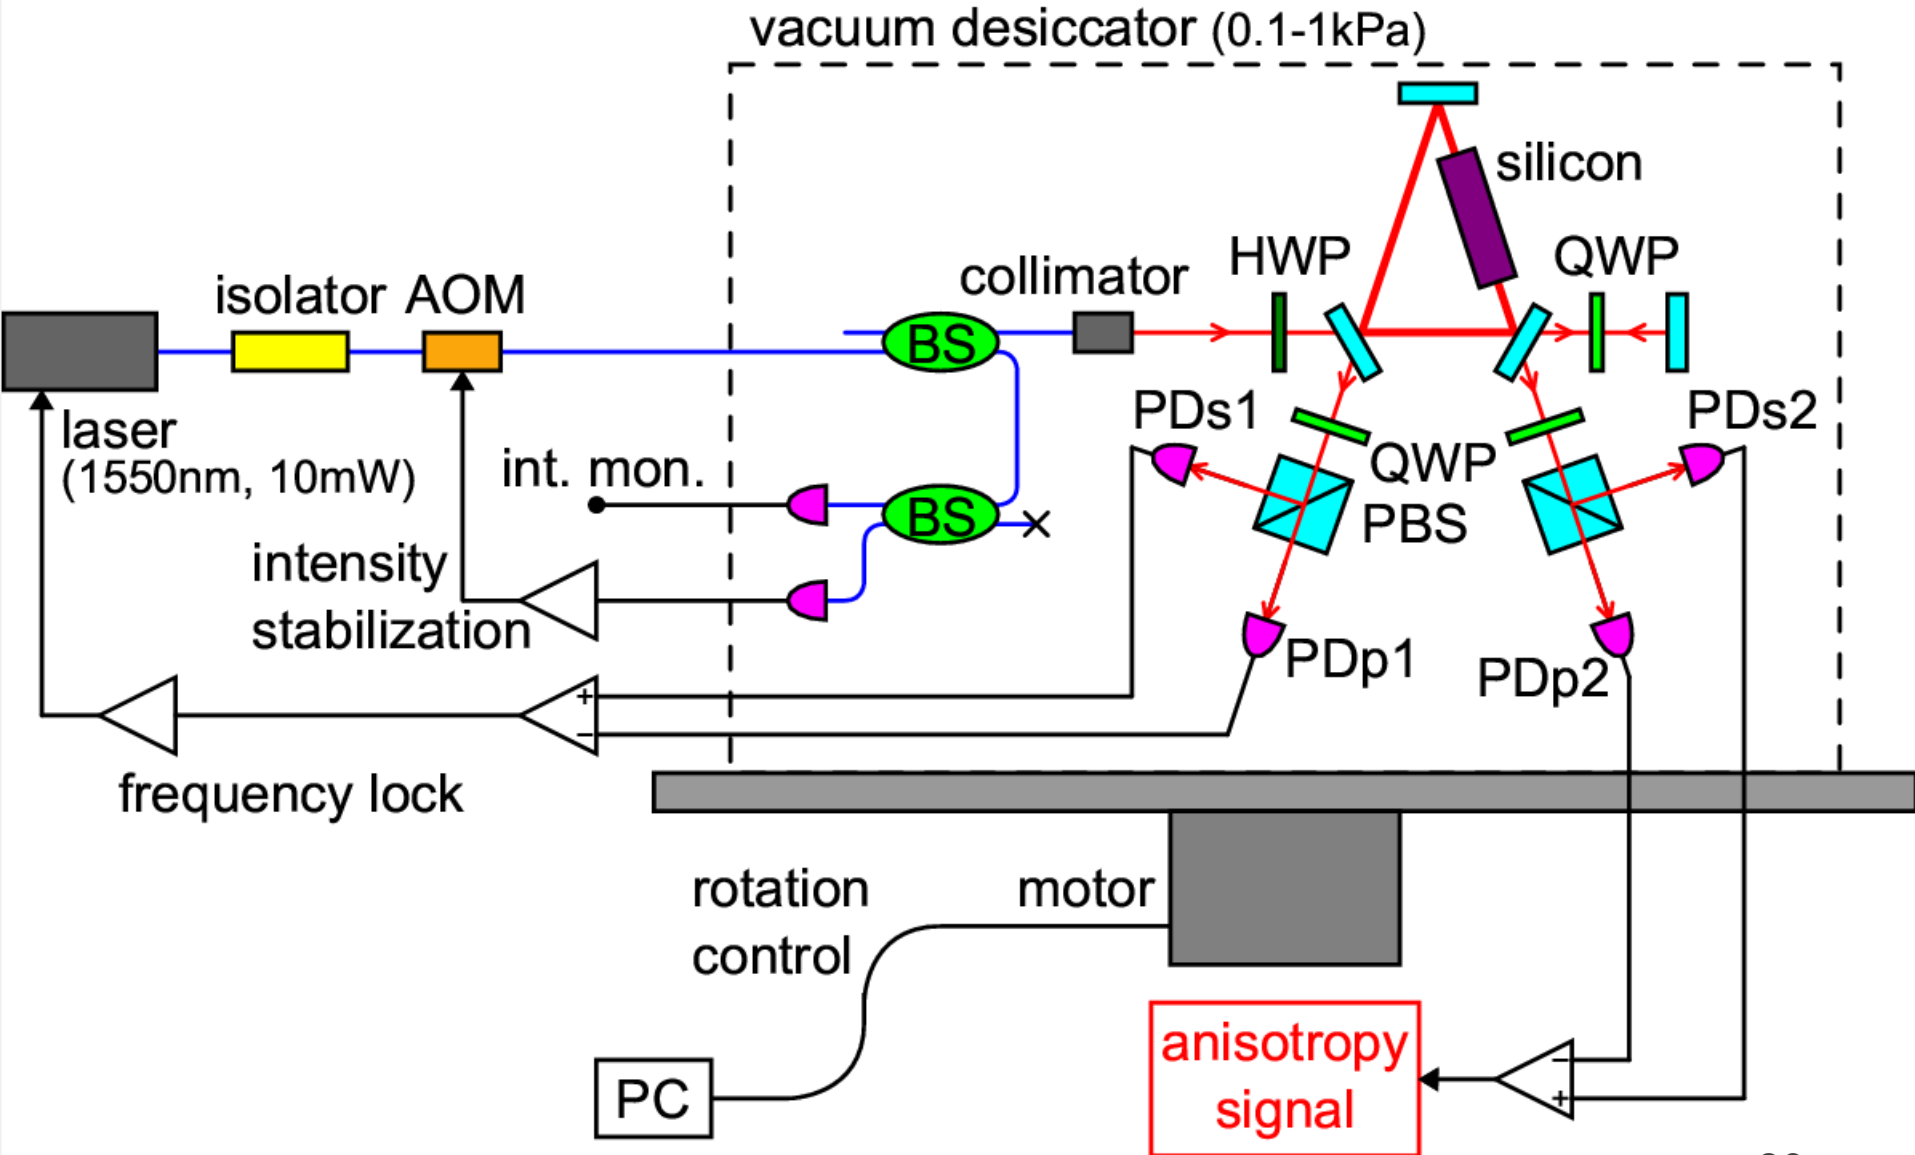 vacuum desiccator (0.1-1kPa)
silicon
HWP
QWP
collimator
isolator
AOM
BS
laser
(1550nm, 10mW)
PDs1
PDs2
int. mon.
QWP
PBS
BS
intensity
stabilization
PDp1
PDp2
+
−
frequency lock
rotation
control
motor
anisotropy
signal
−
+
PC